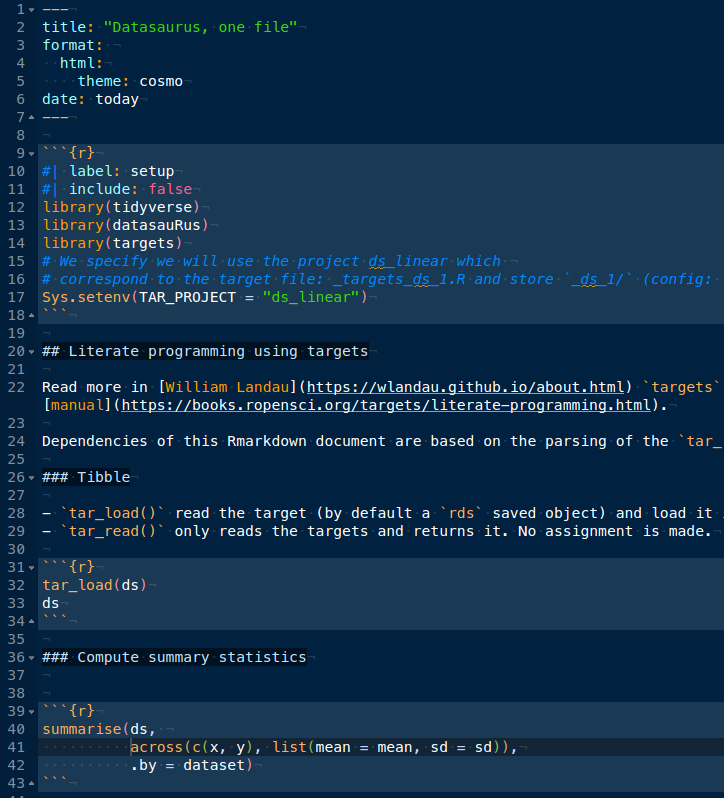 1 ---
2 title: "Datasaurus, one file"
3 format:
4   html:
5     theme: cosmo
6 date: today
7 ---
8
9 ```{r}
10 #| label: setup
11 #| include: false
12 library(tidyverse)
13 library(datasauRus)
14 library(targets)
15 # We specify we will use the project ds_linear which
16 # correspond to the target file: _targets_ds_1.R and store `_ds_1/` (config:
17 Sys.setenv(TAR_PROJECT = "ds_linear")
18 ```
19
20 ## Literate programming using targets
21
22 Read more in [William Landau](https://wlandau.github.io/about.html) `targets`
[manual](https://books.ropensci.org/targets/literate-programming.html).
23
24 Dependencies of this Rmarkdown document are based on the parsing of the `tar_
25
26 ### Tibble
27
28 - `tar_load()` read the target (by default a `rds` saved object) and load it
29 - `tar_read()` only reads the targets and returns it. No assignment is made.
30
31 ```{r}
32 tar_load(ds)
33 ds
34 ```
35
36 ### Compute summary statistics
37
38
39 ```{r}
40 summarise(ds,
41           across(c(x, y), list(mean = mean, sd = sd)),
42           .by = dataset)
43 ```